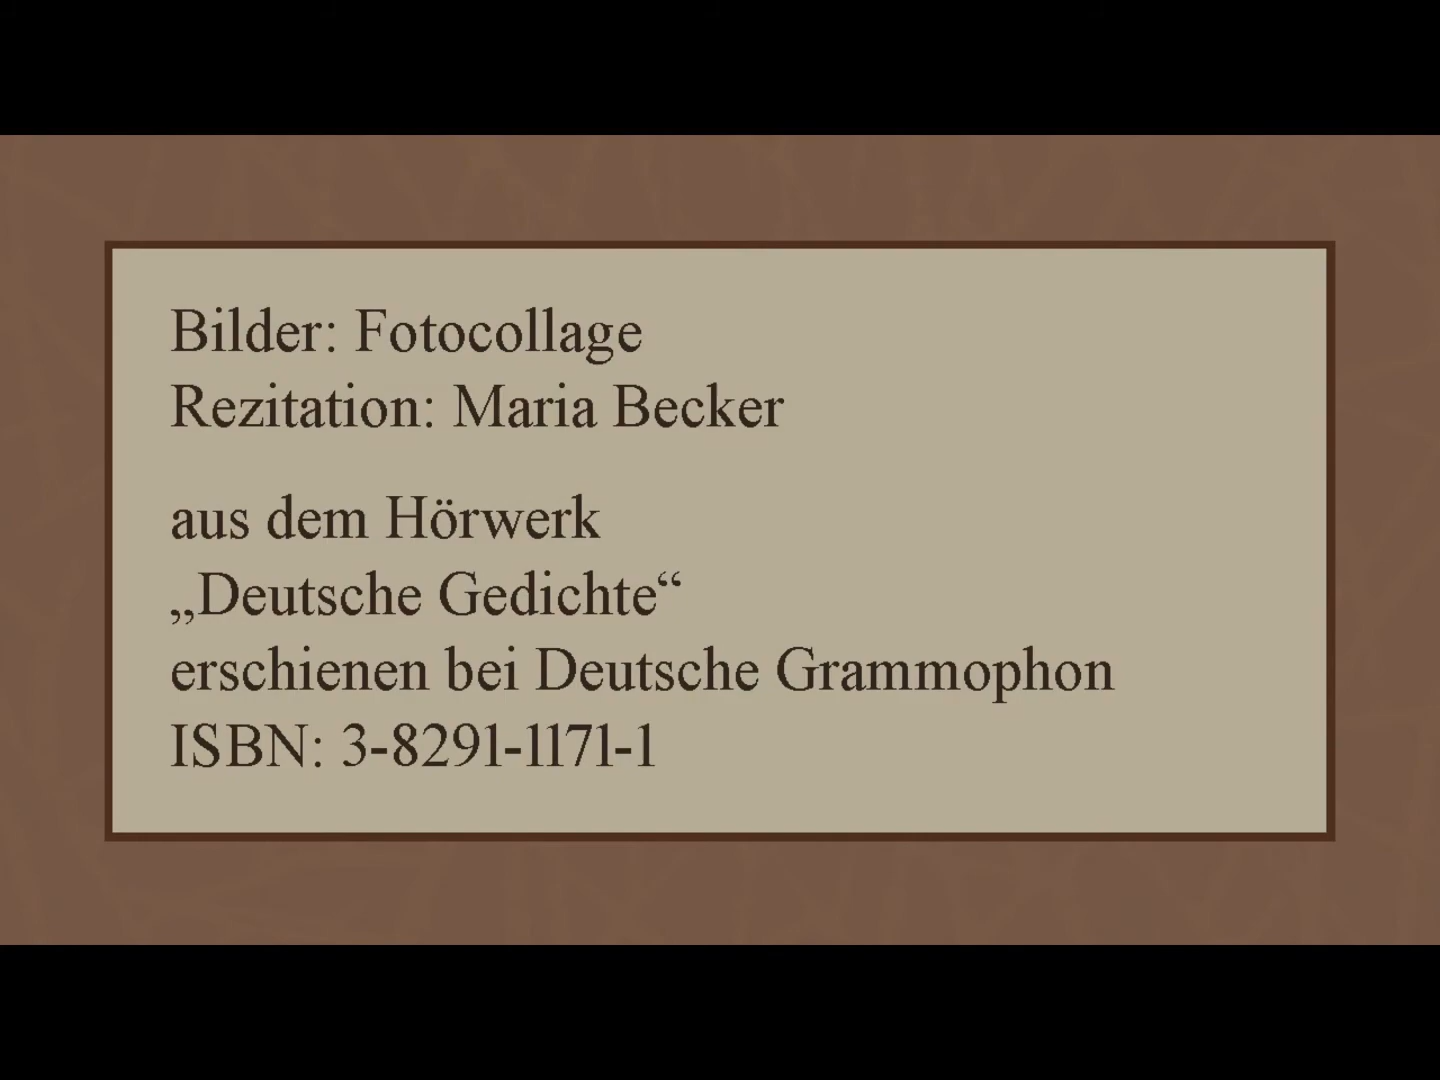 Bilder: Fotocollage
Rezitation: Maria Becker
aus dem Hörwerk
„Deutsche Gedichte“
erschienen bei Deutsche Grammophon
ISBN: 3-8291-1171-1